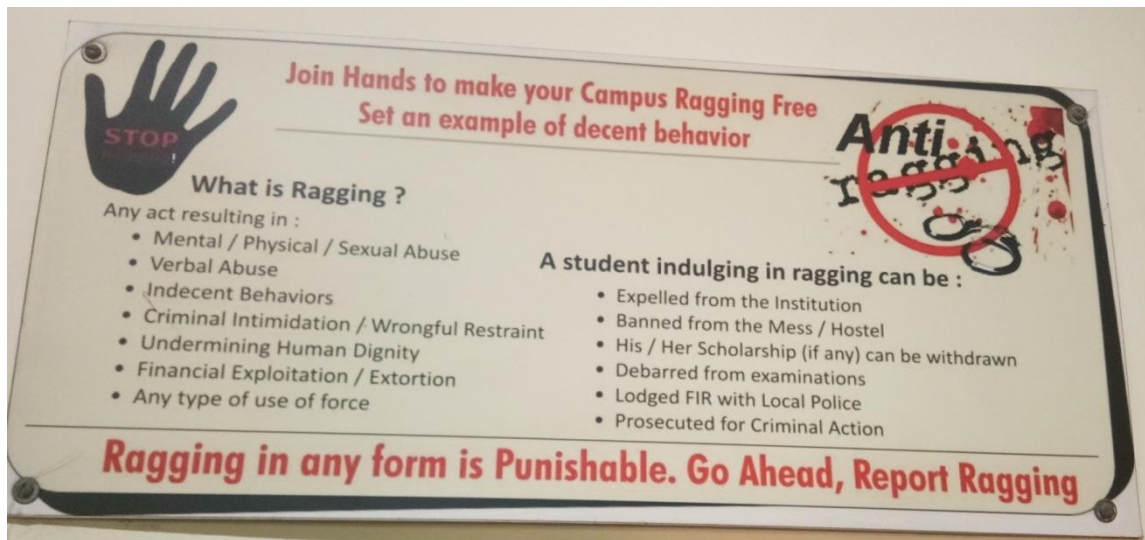 Join Hands to make your Campus Ragging Free
Set an example of decent behavior
STOP
!
Anti
ragging
What is Ragging ?
Any act resulting in :
• Mental / Physical / Sexual Abuse
• Verbal Abuse
• Indecent Behaviors
• Criminal Intimidation / Wrongful Restraint
• Undermining Human Dignity
• Financial Exploitation / Extortion
• Any type of use of force
A student indulging in ragging can be :
• Expelled from the Institution
• Banned from the Mess / Hostel
• His / Her Scholarship (if any) can be withdrawn
• Debarred from examinations
• Lodged FIR with Local Police
• Prosecuted for Criminal Action
Ragging in any form is Punishable. Go Ahead, Report Ragging